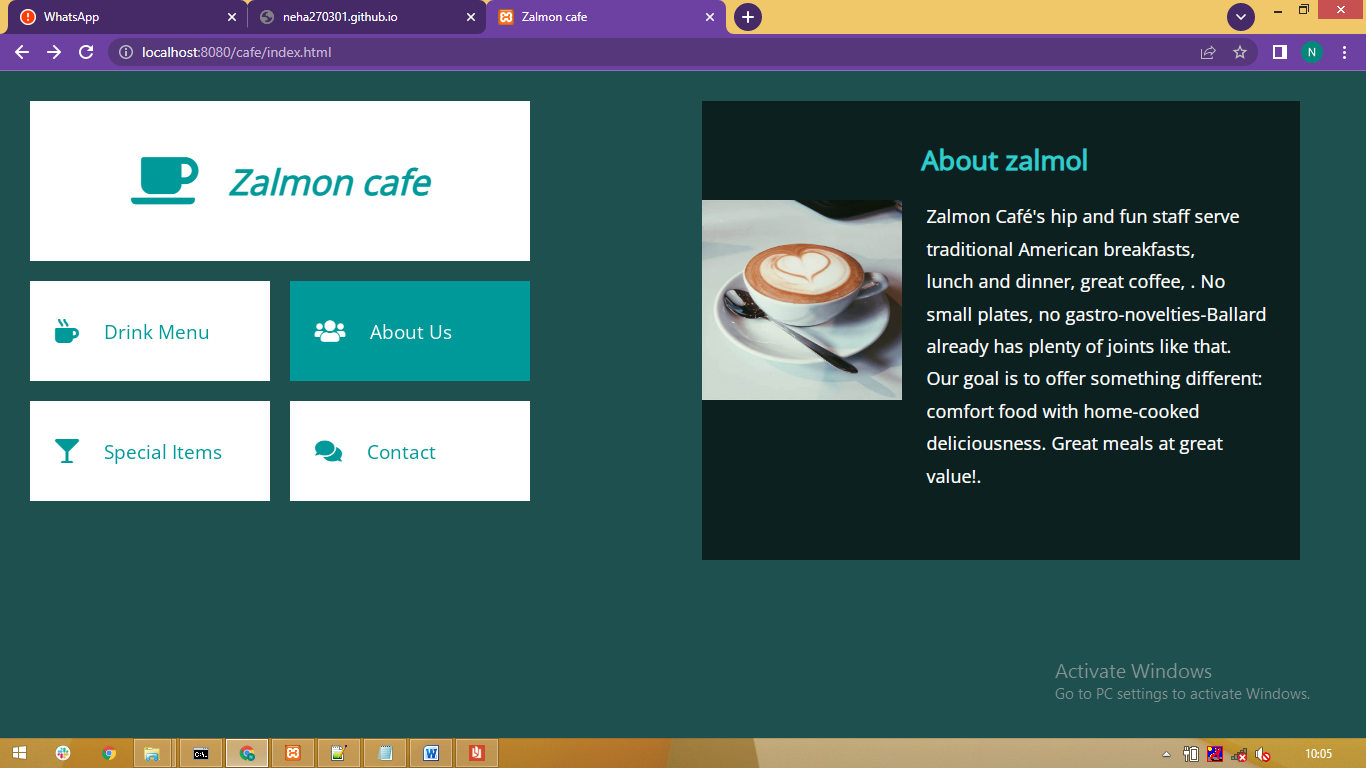 WhatsApp
neha270301.github.io
Zalmon cafe
localhost:8080/cafe/index.html
N
Zalmon cafe
Drink Menu
About Us
Special Items
Contact
About zalmol
Zalmon Café's hip and fun staff serve
traditional American breakfasts,
lunch and dinner, great coffee, . No
small plates, no gastro-novelties-Ballard
already has plenty of joints like that.
Our goal is to offer something different:
comfort food with home-cooked
deliciousness. Great meals at great
value!.
Activate Windows
Go to PC settings to activate Windows.
10:05